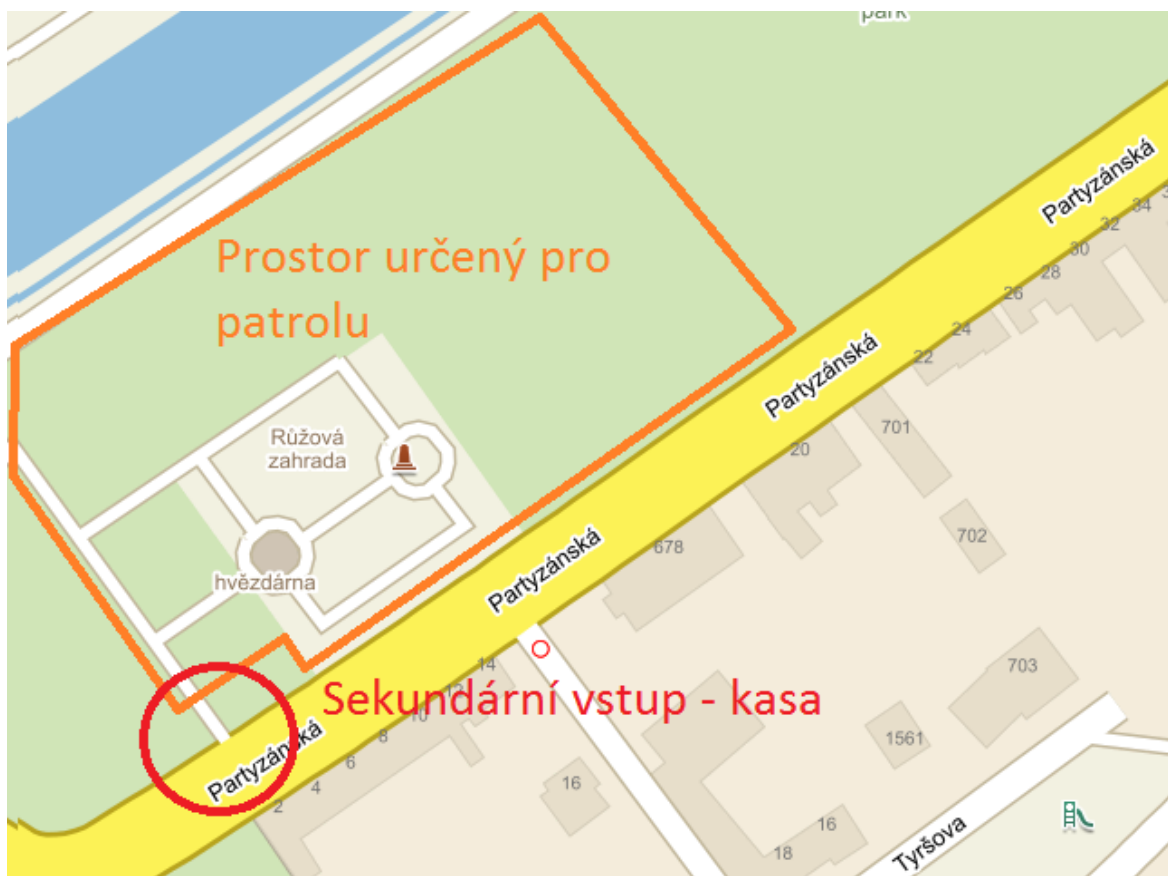 park
Partyzánská
34
32
30
28
26
24
22
Partyzánská
Prostor určený pro
patrolu
Růžová
zahrada
701
20
702
678
Partyzánská
hvězdárna
14
12
10
8
6
4
2
Sekundární vstup - kasa
703
1561
Partyzánská
16
16
18
Tyršova